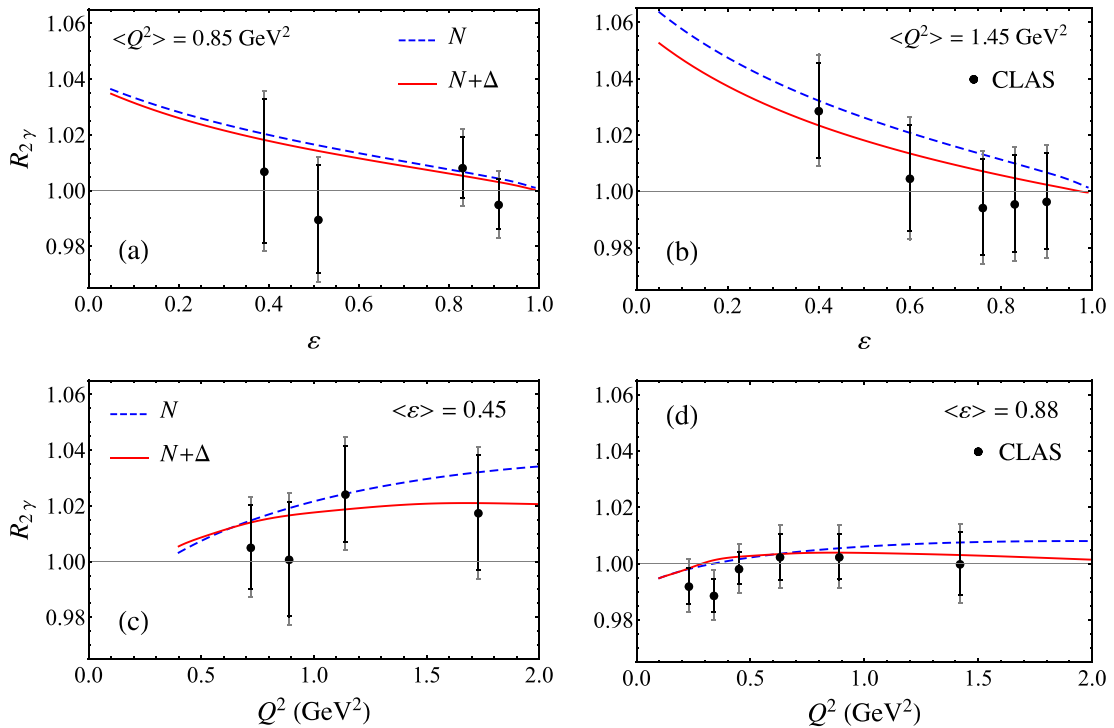 <Q²> = 0.85 GeV²
N
N+Δ
R₂γ
1.06
1.04
1.02
1.00
0.98
(a)
0.0 0.2 0.4 0.6 0.8 1.0
ε
<Q²> = 1.45 GeV²
CLAS
1.06
1.04
1.02
1.00
0.98
(b)
0.0 0.2 0.4 0.6 0.8 1.0
ε
N
N+Δ
<ε> = 0.45
R₂γ
1.06
1.04
1.02
1.00
0.98
(c)
0.0 0.5 1.0 1.5 2.0
Q² (GeV²)
(d)
<ε> = 0.88
CLAS
1.06
1.04
1.02
1.00
0.98
0.0 0.5 1.0 1.5 2.0
Q² (GeV²)